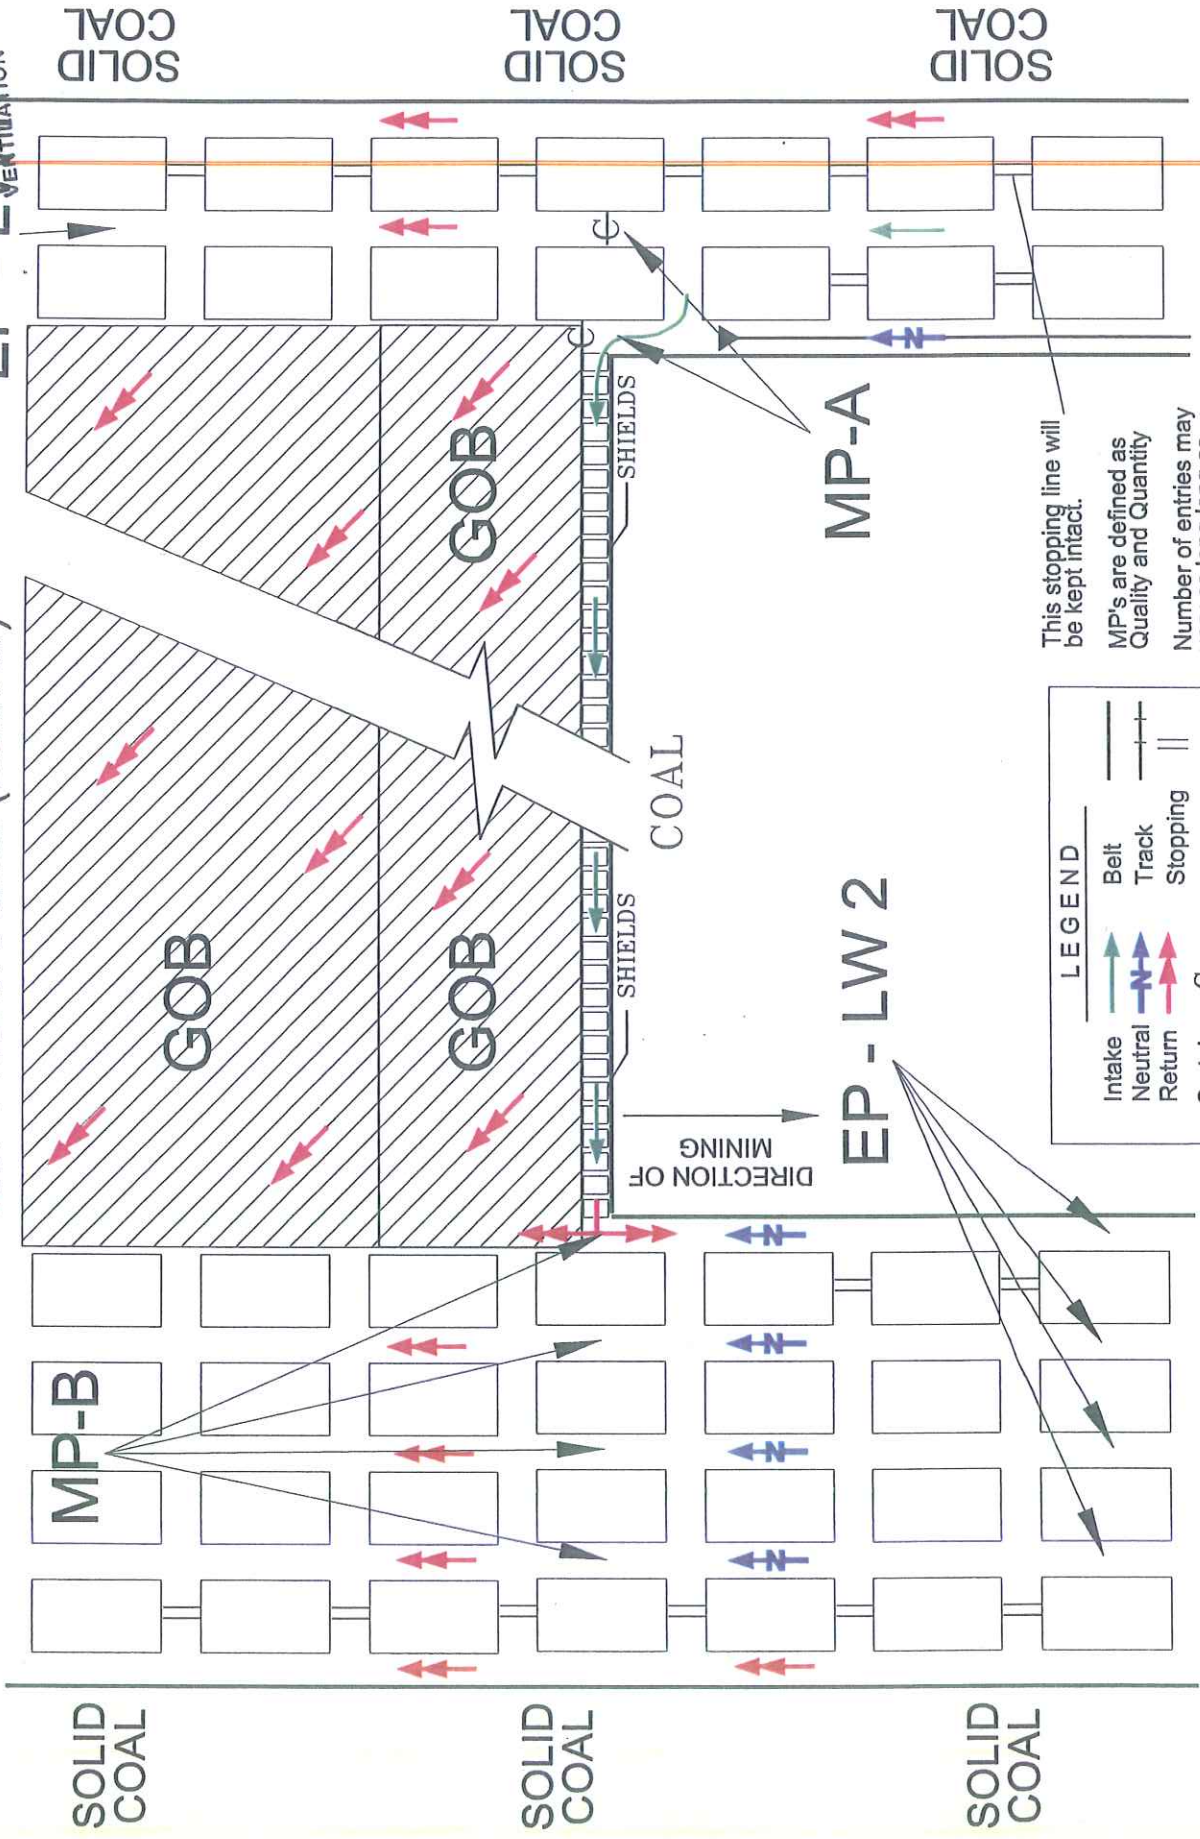 VENTILATION
SOLID
COAL
SOLID
COAL
SOLID
COAL
GOB
GOB
GOB
SHIELDS
SHIELDS
COAL
MP-A
MP-B
EP - LW 2
DIRECTION OF
MINING
This stopping line will
be kept intact.
MP's are defined as
Quality and Quantity
Number of entries may
LEGEND
Intake
Belt
Neutral
N
Track
Return
Stopping
C
C
C
N
N
N
N
N
SOLID
COAL
SOLID
COAL
SOLID
COAL